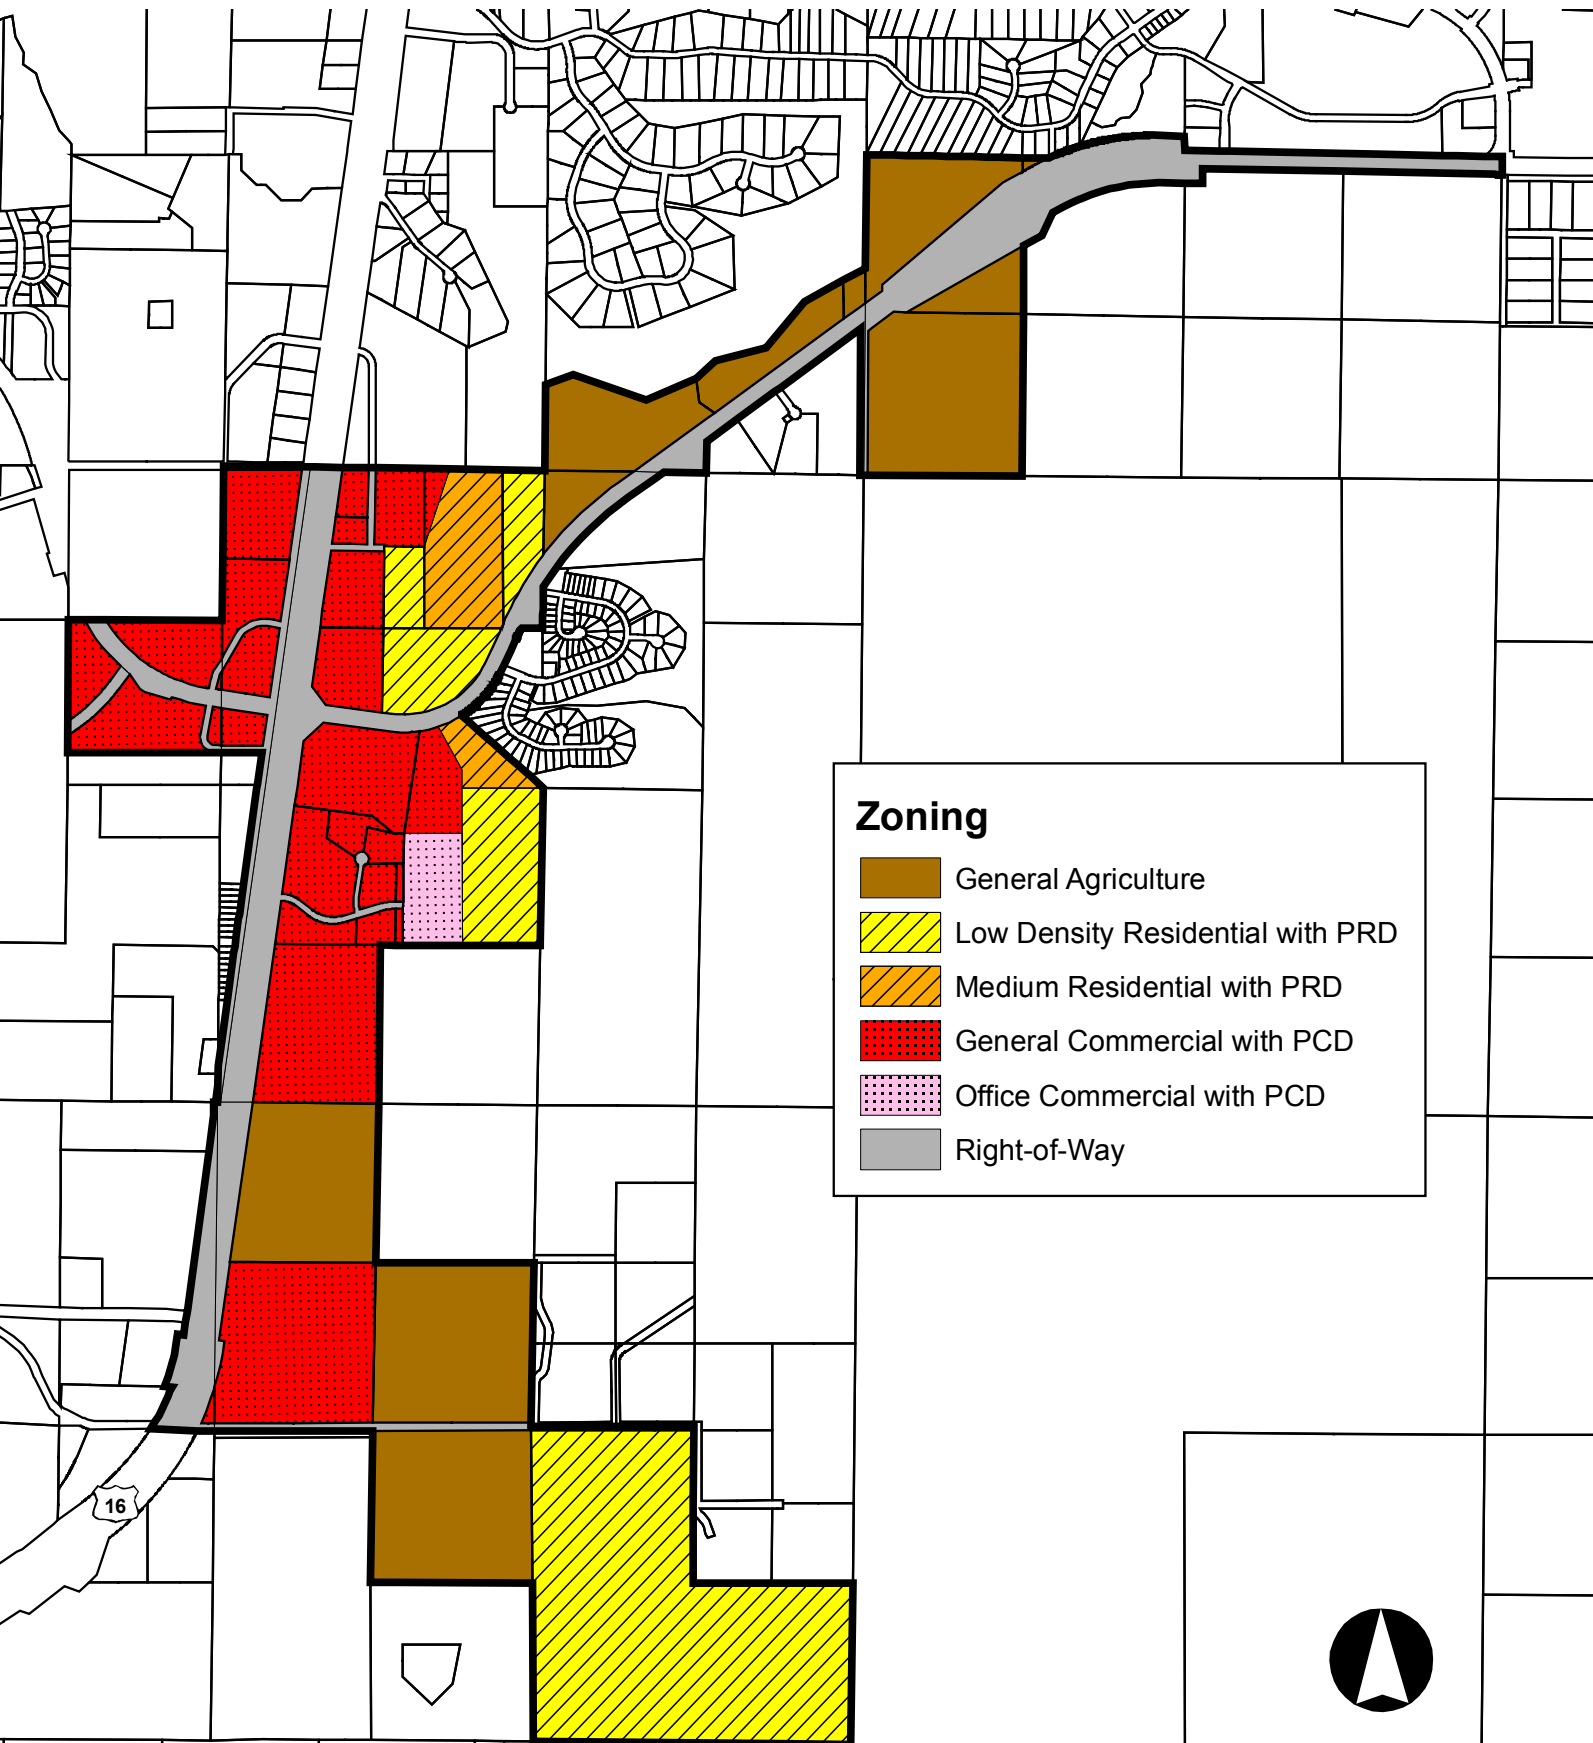 Zoning
General Agriculture
Low Density Residential with PRD
Medium Residential with PRD
General Commercial with PCD
Office Commercial with PCD
Right-of-Way
16